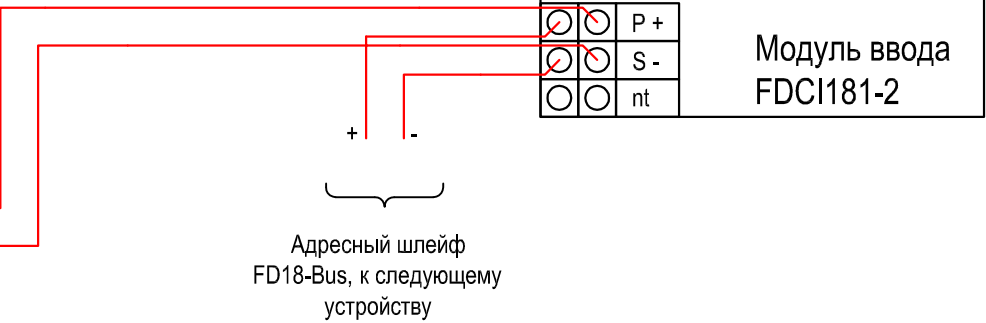 P +
S -
nt
Модуль ввода
FDCI181-2
+ -
Адресный шлейф
FD18-Bus, к следующему
устройству